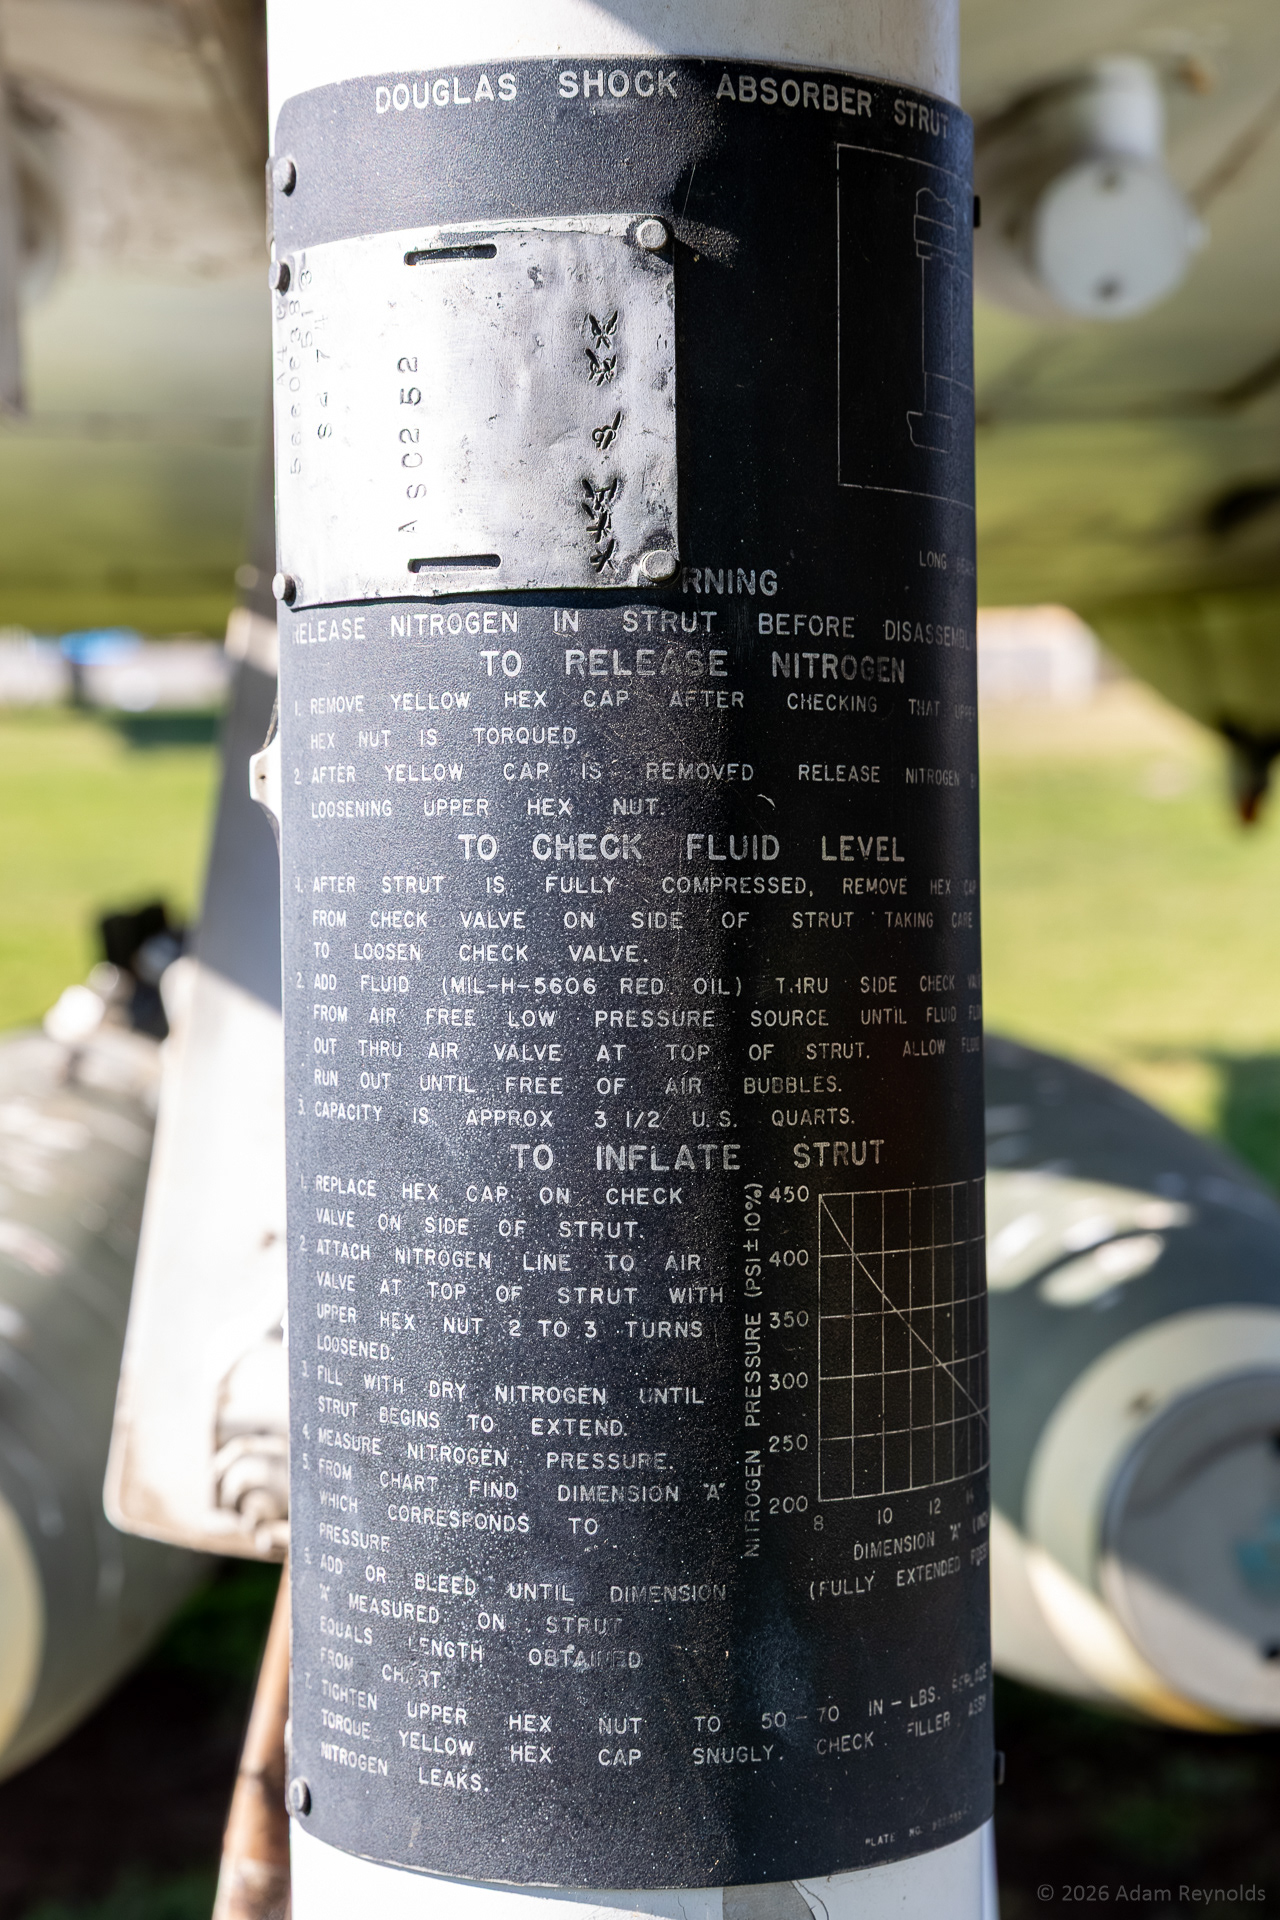 DOUGLAS SHOCK ABSORBER STRUT
ASC252
LONG
RNING
RELEASE NITROGEN IN STRUT BEFORE
TO RELEASE NITROGEN
1. REMOVE YELLOW HEX CAP AFTER CHECKING THAT UPPER
HEX NUT IS TORQUED.
2. AFTER YELLOW CAP IS REMOVED RELEASE NITROGEN
LOOSENING UPPER HEX NUT.
TO CHECK FLUID LEVEL
1. AFTER STRUT IS FULLY COMPRESSED, REMOVE HEX CAP
FROM CHECK VALVE ON SIDE OF STRUT TAKING CARE
TO LOOSEN CHECK VALVE.
2. ADD FLUID (MIL-H-5606 RED OIL) THRU SIDE CHECK
FROM AIR FREE LOW PRESSURE SOURCE UNTIL FLUID
OUT THRU AIR VALVE AT TOP OF STRUT. ALLOW FLUID
RUN OUT UNTIL FREE OF AIR BUBBLES.
3. CAPACITY IS APPROX 3 1/2 U.S. QUARTS.
TO INFLATE STRUT
1. REPLACE HEX CAP ON CHECK
VALVE ON SIDE OF STRUT.
2. ATTACH NITROGEN LINE TO AIR
VALVE AT TOP OF STRUT WITH
UPPER HEX NUT 2 TO 3 TURNS
LOOSENED.
3. FILL WITH DRY NITROGEN UNTIL
STRUT BEGINS TO EXTEND.
4. MEASURE NITROGEN PRESSURE.
5. FROM CHART FIND DIMENSION "A"
WHICH CORRESPONDS TO
PRESSURE
6. ADD OR BLEED UNTIL DIMENSION
"A" MEASURED ON STRUT
EQUALS LENGTH OBTAINED
FROM CHART.
7. TIGHTEN UPPER HEX NUT TO 50-70 IN-LBS. REPLACE
TORQUE YELLOW HEX CAP SNUGLY. CHECK FILLER ASSY
NITROGEN LEAKS.
NITROGEN PRESSURE (PSI±10%)
450
400
350
300
250
200
8 10 12 14
DIMENSION "A"
(FULLY EXTENDED
PLATE NO.
© 2026 Adam Reynolds